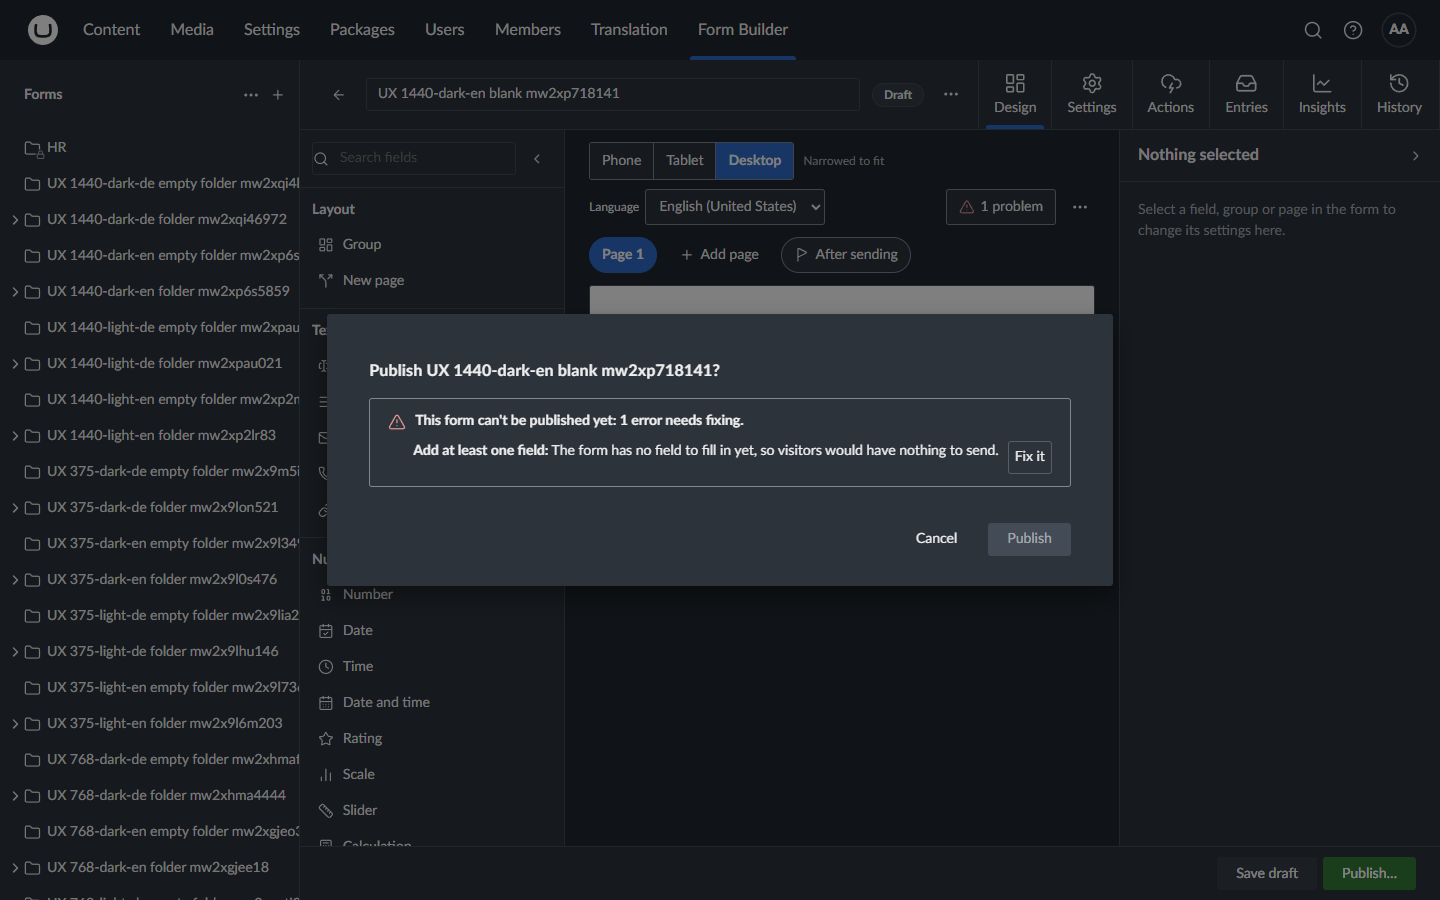 Content Media Settings Packages Users Members Translation Form Builder
AA
Forms
UX 1440-dark-en blank mw2xp718141
Draft
Design
Settings
Actions
Entries
Insights
History
HR
UX 1440-dark-de empty folder
UX 1440-dark-de folder mw2xqi46972
UX 1440-dark-en empty folder
UX 1440-dark-en folder mw2xp6s5859
UX 1440-light-de empty folder
UX 1440-light-de folder mw2xpau021
UX 1440-light-en empty folder
UX 1440-light-en folder mw2xp2lr83
UX 375-dark-de empty folder
UX 375-dark-de folder mw2x9lon521
UX 375-dark-en empty folder
UX 375-dark-en folder mw2x9l0s476
UX 375-light-de empty folder
UX 375-light-de folder mw2x9lhu146
UX 375-light-en empty folder
UX 375-light-en folder mw2x9l6m203
UX 768-dark-de empty folder
UX 768-dark-de folder mw2xhma4444
UX 768-dark-en empty folder
UX 768-dark-en folder mw2xgjee18
Search fields
Layout
Group
New page
Number
Date
Time
Date and time
Rating
Scale
Slider
Calculation
Phone Tablet Desktop Narrowed to fit
Language English (United States) 1 problem
Page 1 Add page After sending
Nothing selected
Select a field, group or page in the form to
change its settings here.
Publish UX 1440-dark-en blank mw2xp718141?
This form can't be published yet: 1 error needs fixing.
Add at least one field: The form has no field to fill in yet, so visitors would have nothing to send. Fix it
Cancel Publish
Save draft Publish...